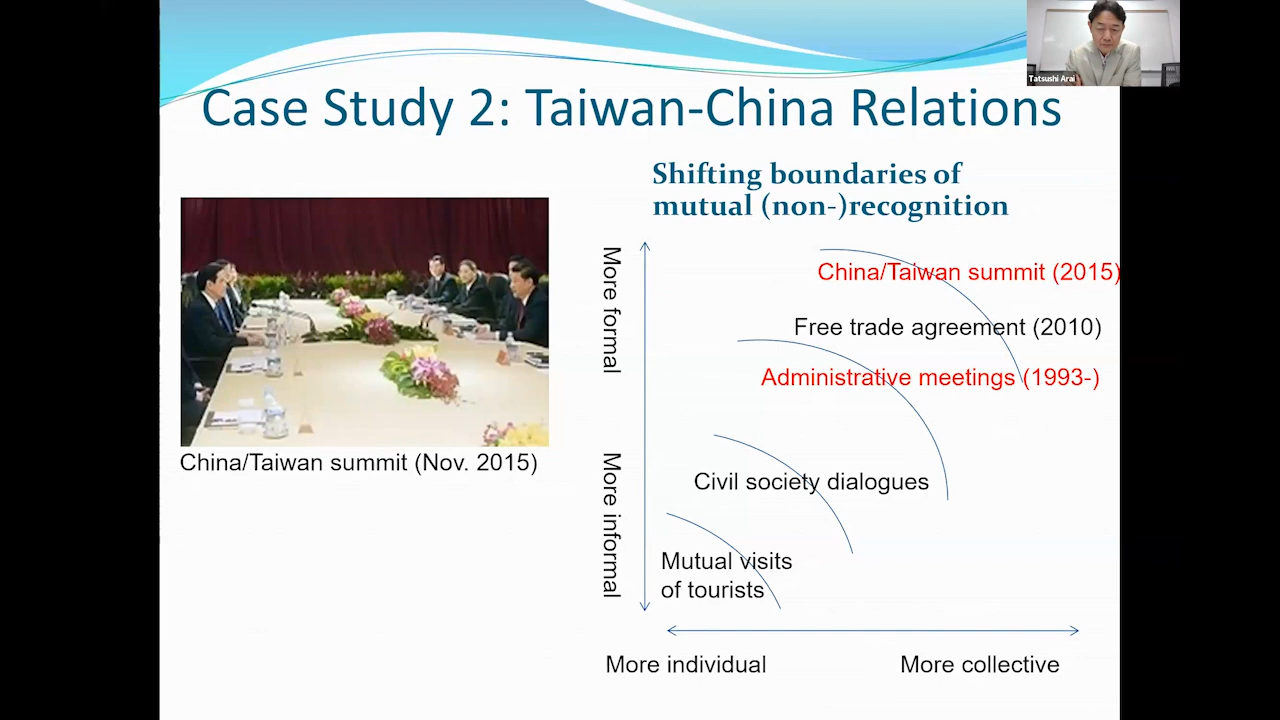 Tatsushi Arai
Case Study 2: Taiwan-China Relations
Shifting boundaries of
mutual (non-)recognition
More formal
China/Taiwan summit (2015)
Free trade agreement (2010)
Administrative meetings (1993-)
China/Taiwan summit (Nov. 2015)
More informal
Civil society dialogues
Mutual visits
of tourists
More individual
More collective